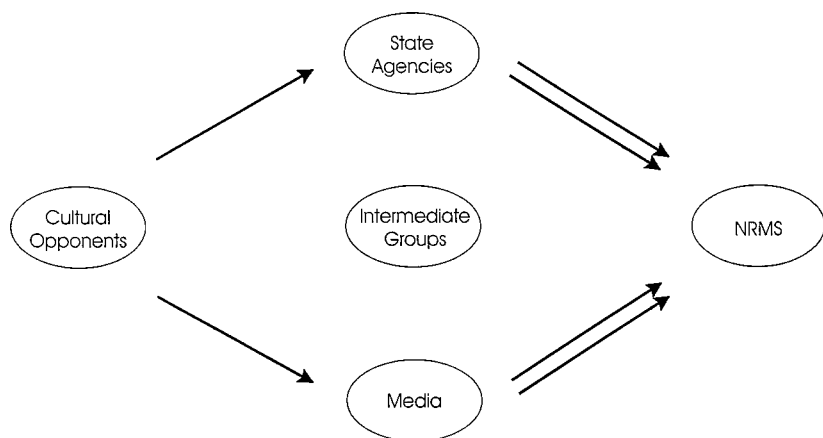 State
Agencies
Cultural
Opponents
Intermediate
Groups
NRMS
Media